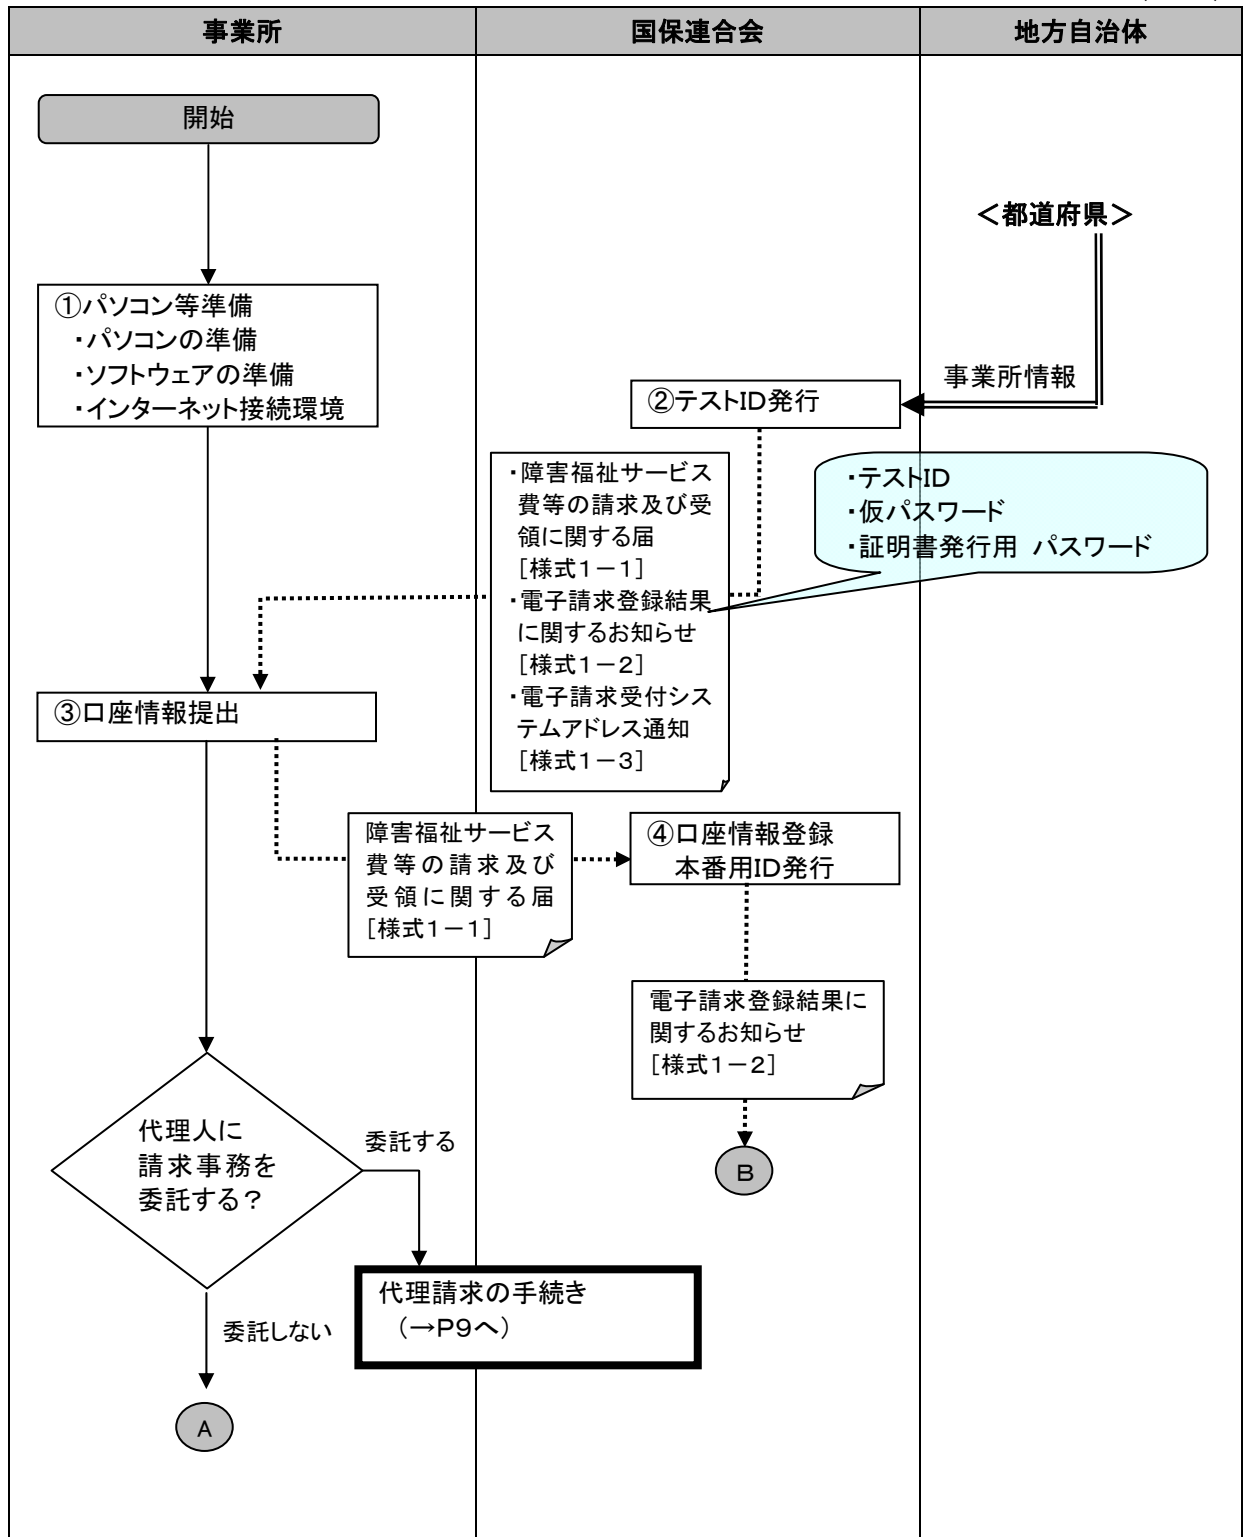 事業所
国保連合会
地方自治体
開始
＜都道府県＞
①パソコン等準備
・パソコンの準備
・ソフトウェアの準備
・インターネット接続環境
事業所情報
②テストID発行
・障害福祉サービス
費等の請求及び受
領に関する届
[様式1－1]
・電子請求登録結果
に関するお知らせ
[様式1－2]
・電子請求受付シス
テムアドレス通知
[様式1－3]
・テストID
・仮パスワード
・証明書発行用 パスワード
③口座情報提出
障害福祉サービス
費等の請求及び
受領に関する届
[様式1－1]
④口座情報登録
本番用ID発行
電子請求登録結果に
関するお知らせ
[様式1－2]
B
代理人に
請求事務を
委託する？
委託する
代理請求の手続き
（→P9へ）
委託しない
A